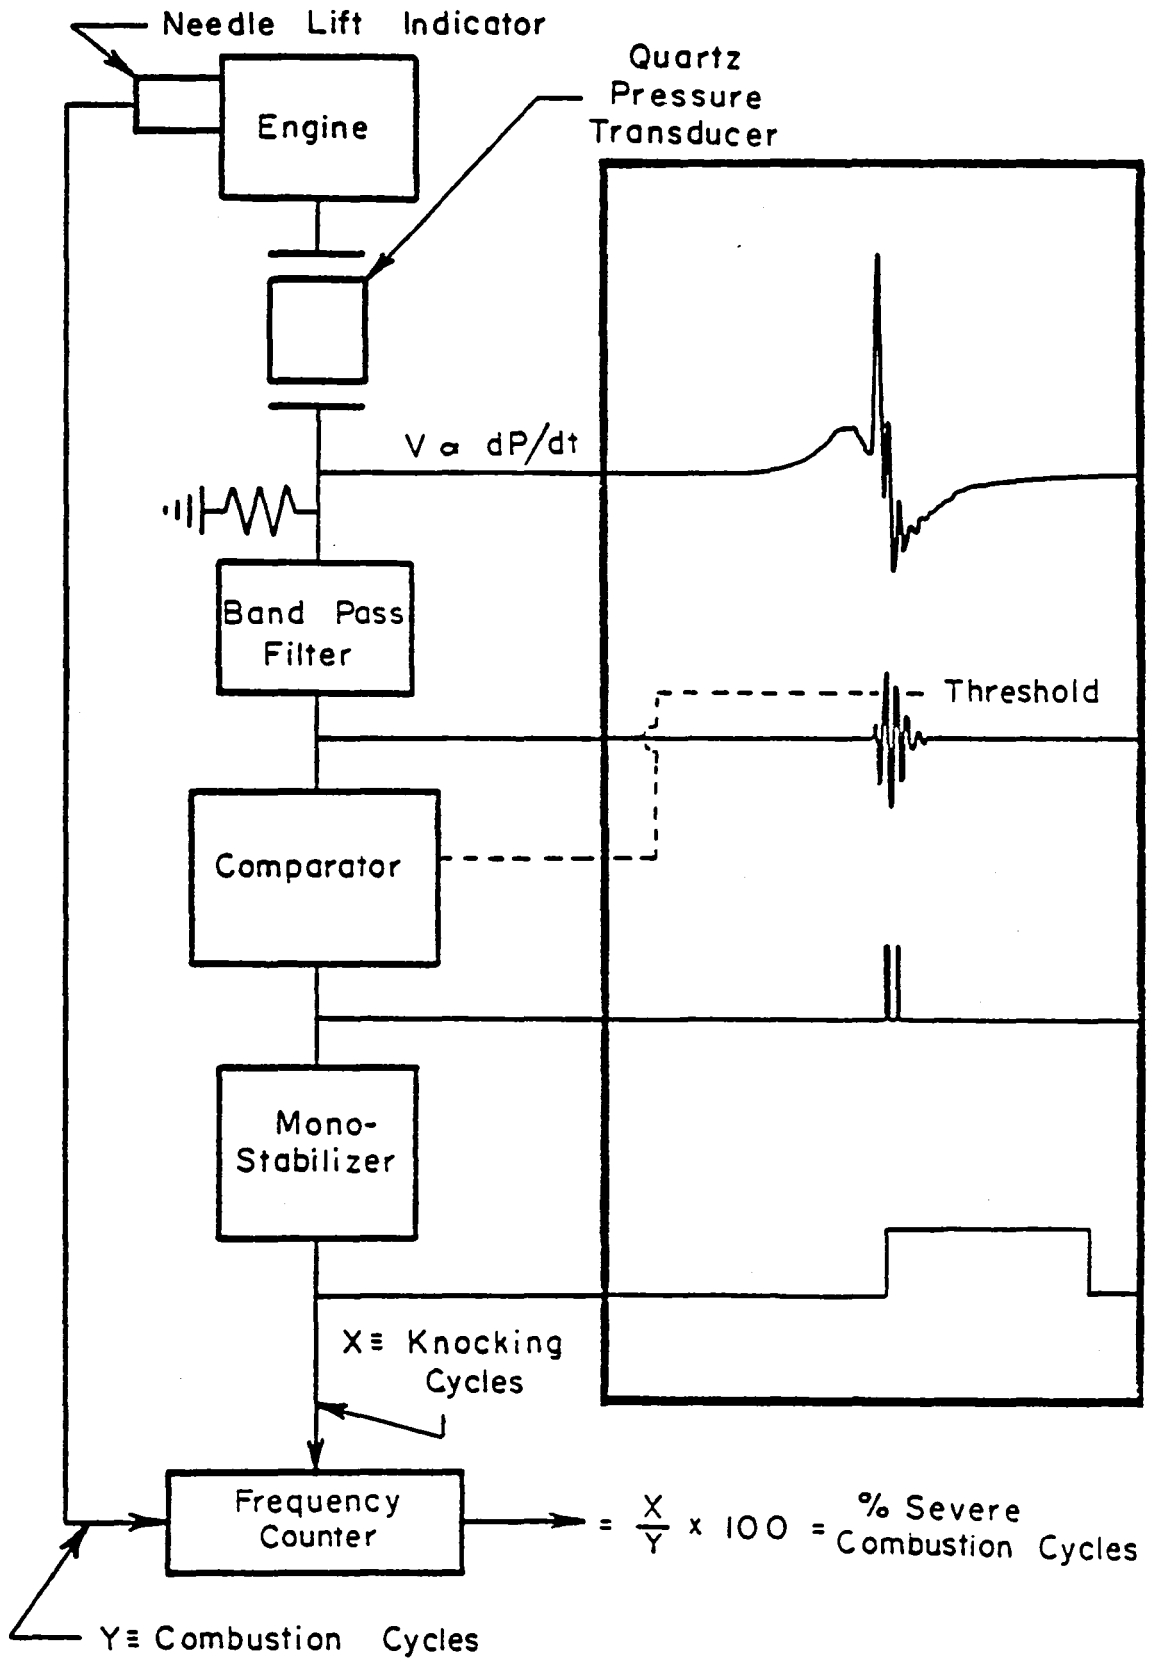 Needle Lift Indicator
Quartz
Pressure
Transducer
Engine
V ∝ dP/dt
Band Pass
Filter
Threshold
Comparator
Mono-
Stabilizer
X≡ Knocking
Cycles
Frequency
Counter
= X/Y x 100 = % Severe
Combustion Cycles
Y≡ Combustion Cycles